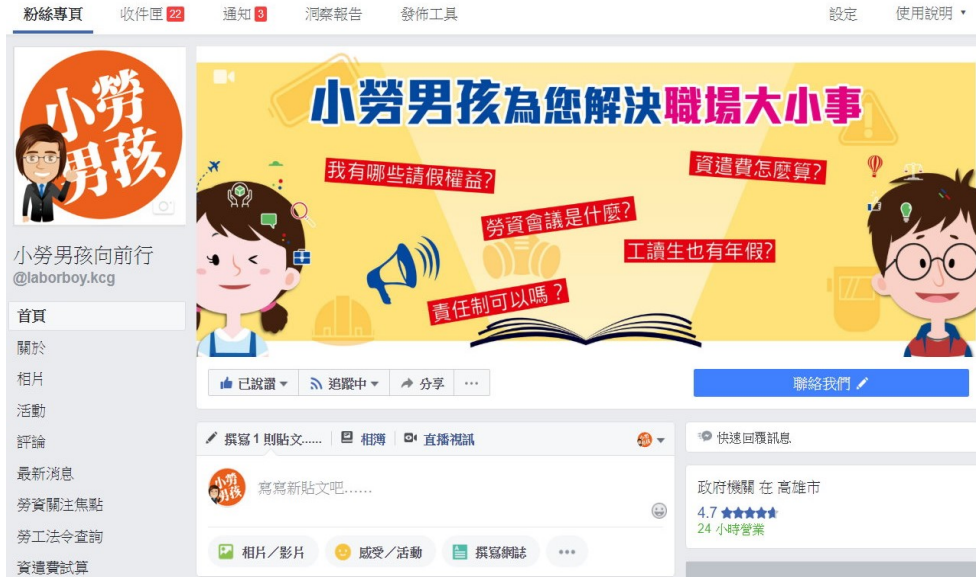 粉絲專頁 收件匣 22 通知 3 洞察報告 發佈工具 設定 使用說明
小勞男孩
小勞男孩向前行
@laborboy.kcg
首頁
關於
相片
活動
評論
最新消息
勞資關注焦點
勞工法令查詢
資遣費試算
小勞男孩為您解決職場大小事
我有哪些請假權益?
資遣費怎麼算?
勞資會議是什麼?
工讀生也有年假?
責任制可以嗎?
已說讚 追蹤中 分享 ...
聯絡我們
撰寫1則貼文...... 相簿 直播視訊
小勞男孩
寫寫新貼文吧......
相片/影片 感受/活動 撰寫網誌 ...
快速回覆訊息
政府機關 在 高雄市
4.7 ★★★★★
24 小時營業